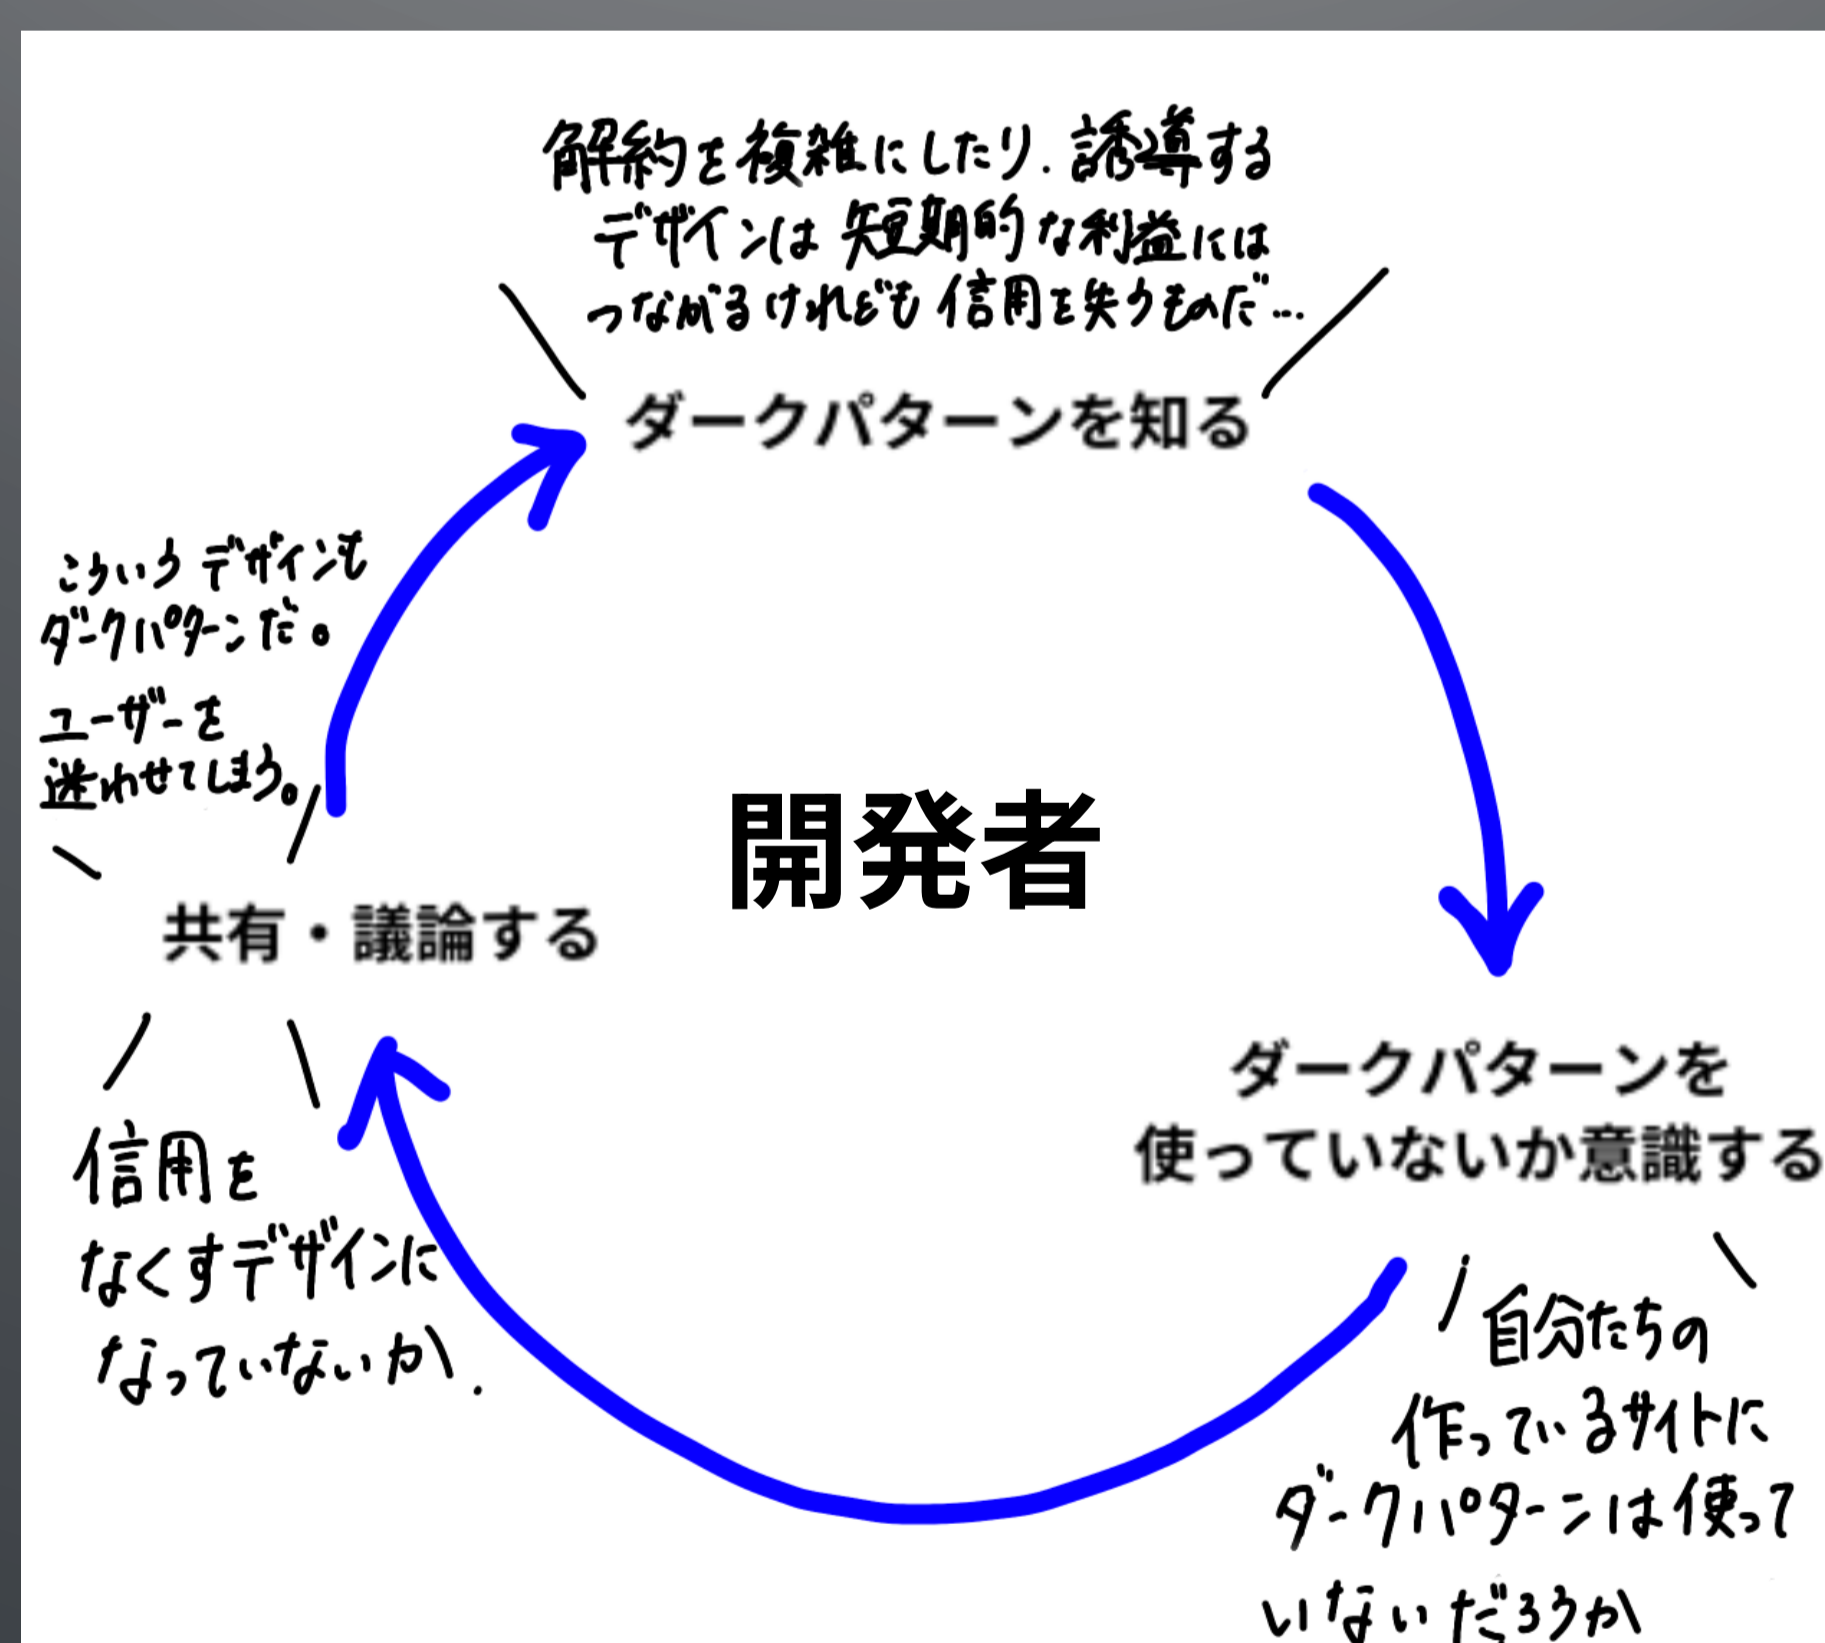 解約を複雑にしたり.誘導する
デザインは短期的な利益には
つながるけれども信用を失うものだ…
ダークパターンを知る
こういうデザインも
ダークパターンだ。
ユーザーを
迷わせてしまう。
開発者
共有・議論する
ダークパターンを
使っていないか意識する
信用を
なくすデザインに
なっていないか.
自分たちの
作っているサイトに
ダークパターンは使って
いないだろうか